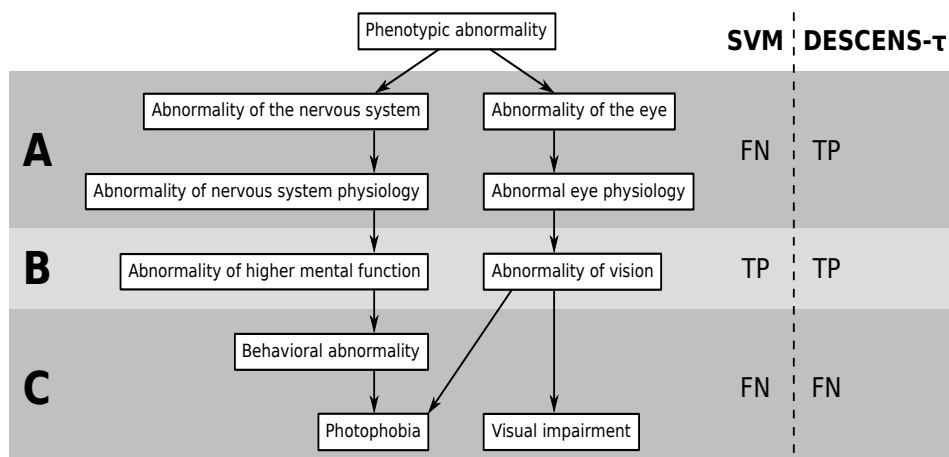 Phenotypic abnormality
SVM
DESCENS-τ
Abnormality of the nervous system
Abnormality of the eye
A
FN
TP
Abnormality of nervous system physiology
Abnormal eye physiology
B
Abnormality of higher mental function
Abnormality of vision
TP
TP
Behavioral abnormality
C
FN
FN
Photophobia
Visual impairment